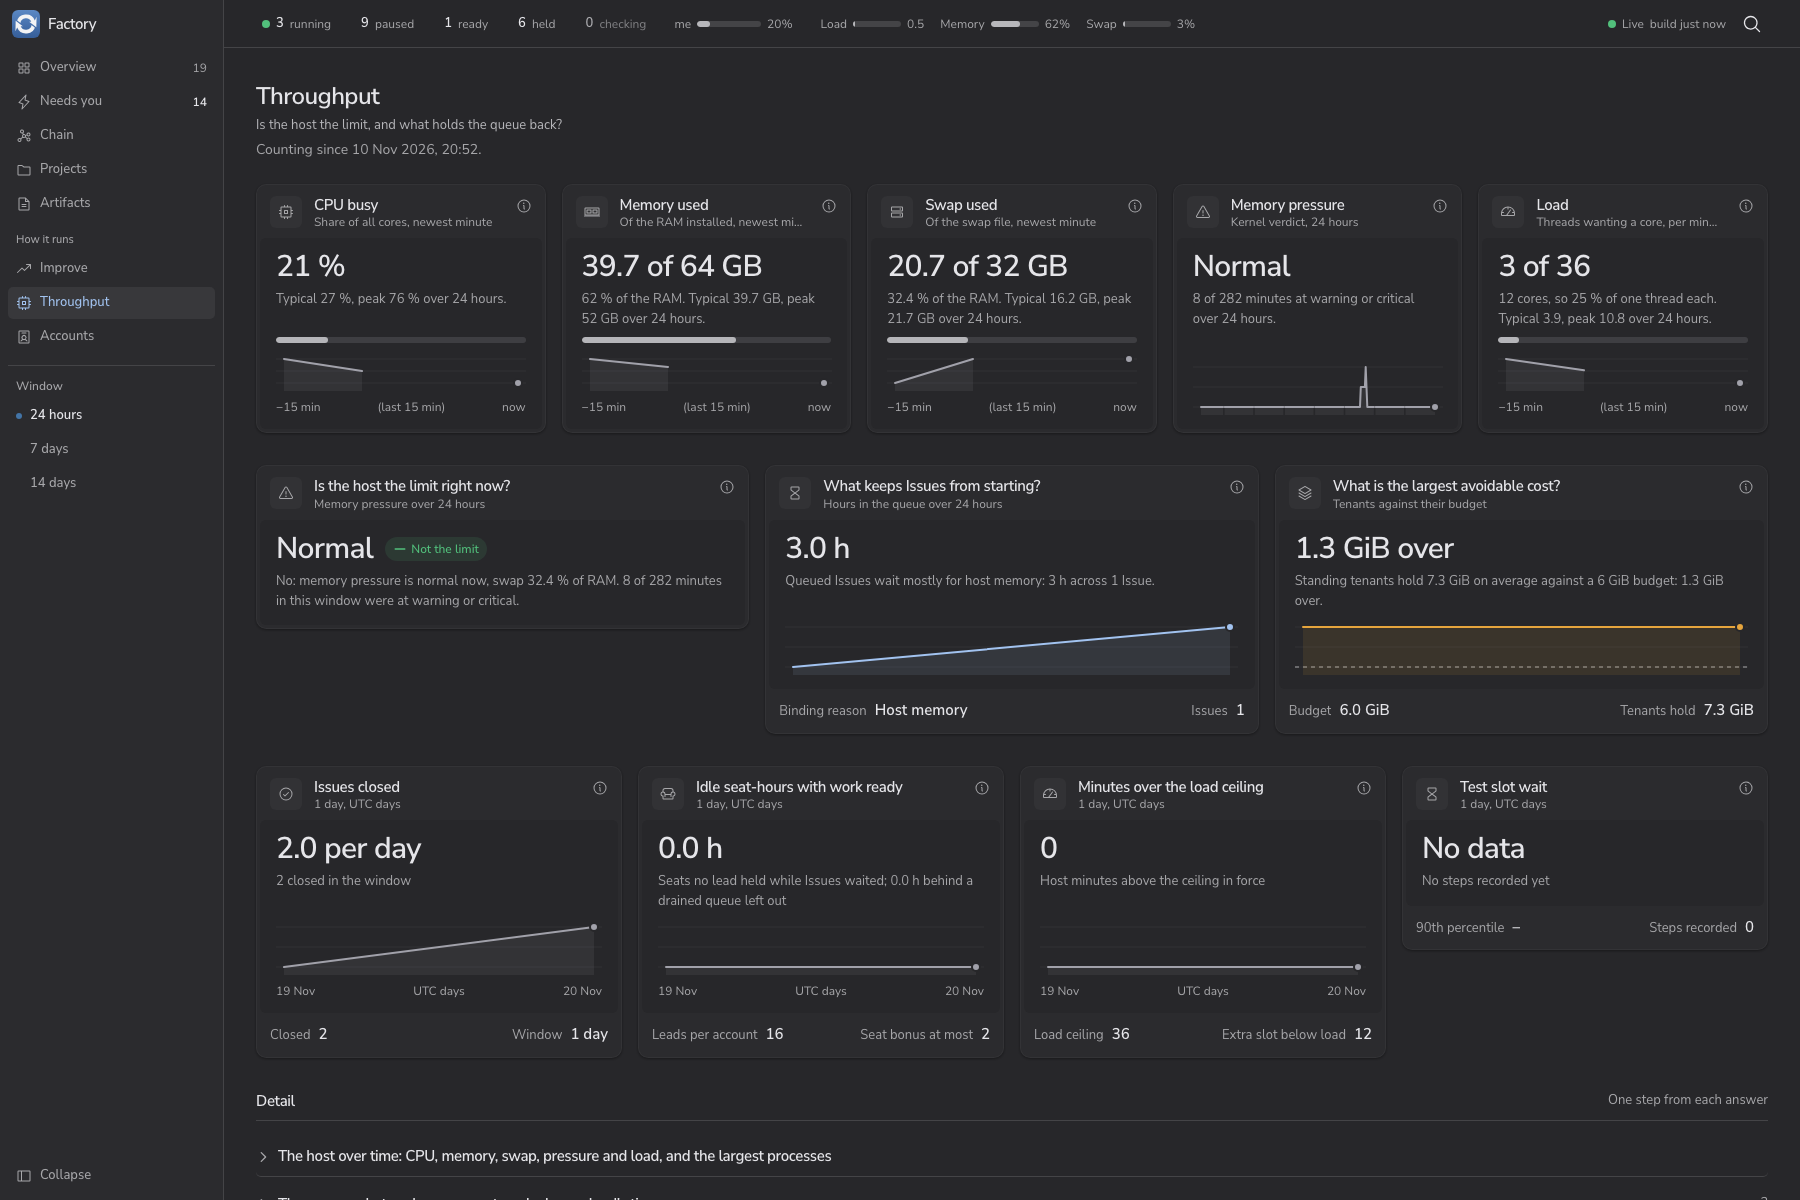 Factory
3 running
9 paused
1 ready
6 held
0 checking
me 20%
Load 0.5
Memory 62%
Swap 3%
Live build just now
Overview 19
Needs you 14
Chain
Projects
Artifacts
How it runs
Improve
Throughput
Accounts
Window
24 hours
7 days
14 days
Collapse
Throughput
Is the host the limit, and what holds the queue back?
Counting since 10 Nov 2026, 20:52.
CPU busy
Share of all cores, newest minute
21 %
Typical 27 %, peak 76 % over 24 hours.
−15 min (last 15 min) now
Memory used
Of the RAM installed, newest mi...
39.7 of 64 GB
62 % of the RAM. Typical 39.7 GB, peak
52 GB over 24 hours.
−15 min (last 15 min) now
Swap used
Of the swap file, newest minute
20.7 of 32 GB
32.4 % of the RAM. Typical 16.2 GB, peak
21.7 GB over 24 hours.
−15 min (last 15 min) now
Memory pressure
Kernel verdict, 24 hours
Normal
8 of 282 minutes at warning or critical
over 24 hours.
Load
Threads wanting a core, per min...
3 of 36
12 cores, so 25 % of one thread each.
Typical 3.9, peak 10.8 over 24 hours.
−15 min (last 15 min) now
Is the host the limit right now?
Memory pressure over 24 hours
Normal
Not the limit
No: memory pressure is normal now, swap 32.4 % of RAM. 8 of 282 minutes
in this window were at warning or critical.
What keeps Issues from starting?
Hours in the queue over 24 hours
3.0 h
Queued Issues wait mostly for host memory: 3 h across 1 Issue.
Binding reason Host memory
Issues 1
What is the largest avoidable cost?
Tenants against their budget
1.3 GiB over
Standing tenants hold 7.3 GiB on average against a 6 GiB budget: 1.3 GiB
over.
Budget 6.0 GiB
Tenants hold 7.3 GiB
Issues closed
1 day, UTC days
2.0 per day
2 closed in the window
19 Nov UTC days 20 Nov
Closed 2
Window 1 day
Idle seat-hours with work ready
1 day, UTC days
0.0 h
Seats no lead held while Issues waited; 0.0 h behind a
drained queue left out
19 Nov UTC days 20 Nov
Leads per account 16
Seat bonus at most 2
Minutes over the load ceiling
1 day, UTC days
0
Host minutes above the ceiling in force
19 Nov UTC days 20 Nov
Load ceiling 36
Extra slot below load 12
Test slot wait
1 day, UTC days
No data
No steps recorded yet
90th percentile –
Steps recorded 0
Detail
One step from each answer
The host over time: CPU, memory, swap, pressure and load, and the largest processes